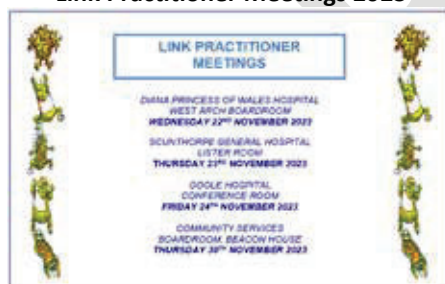 Link Practitioner Meetings 2023
LINK PRACTITIONER
MEETINGS
DIANA PRINCESS OF WALES HOSPITAL
WEST ARCH BOARDROOM
WEDNESDAY 22ND NOVEMBER 2023
SCUNTHORPE GENERAL HOSPITAL
LISTER ROOM
THURSDAY 23RD NOVEMBER 2023
GOOLE HOSPITAL
CONFERENCE ROOM
FRIDAY 24TH NOVEMBER 2023
COMMUNITY SERVICES
BOARDROOM, BEACON HOUSE
THURSDAY 30TH NOVEMBER 2023